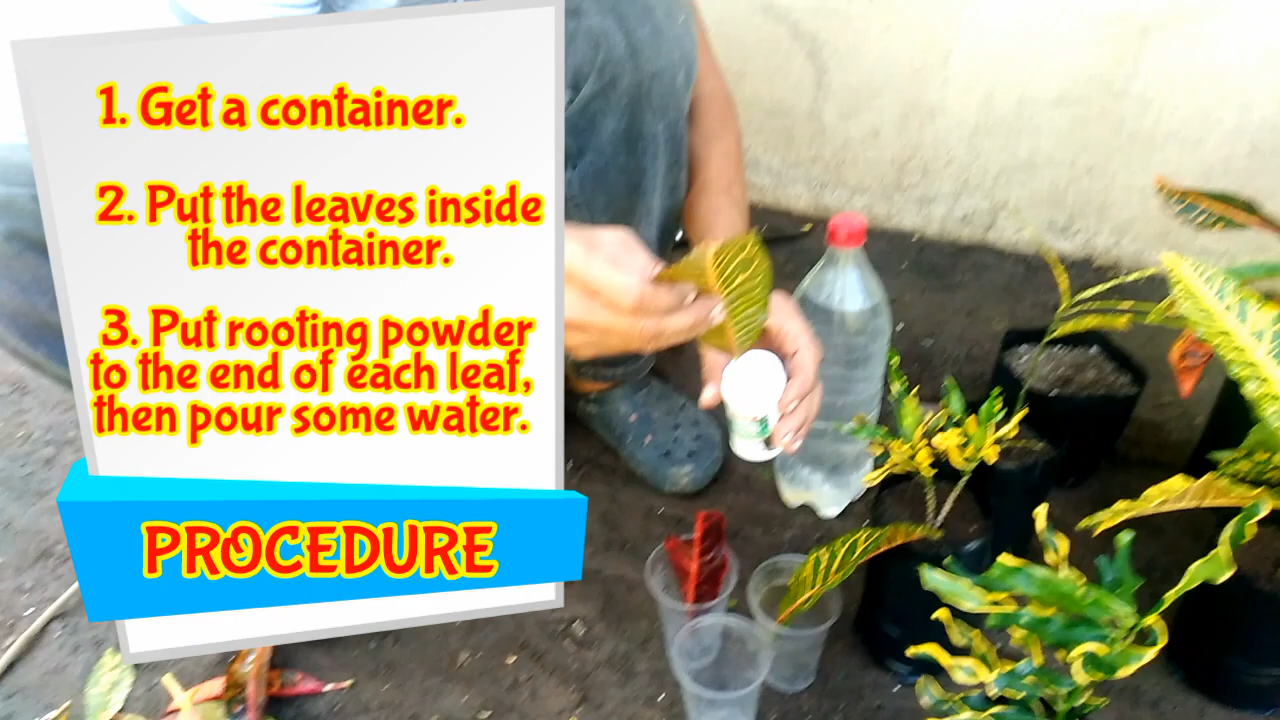 1. Get a container.
2. Put the leaves inside
the container.
3. Put rooting powder
to the end of each leaf,
then pour some water.
PROCEDURE